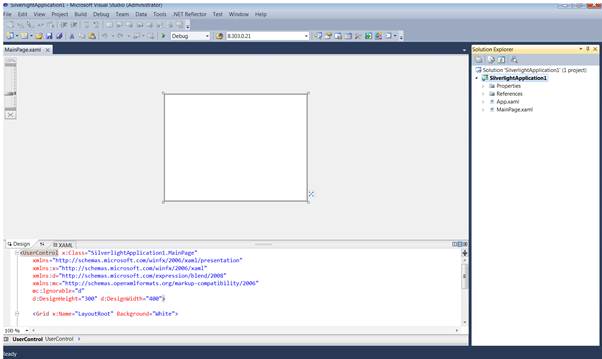 SilverlightApplication1 - Microsoft Visual Studio (Administrator)
File Edit View Project Build Debug Team Data Tools .NET Reflector Test Window Help
Debug 8.303.0.21
MainPage.xaml
Solution Explorer
Solution 'SilverlightApplication1' (1 project)
SilverlightApplication1
Properties
References
App.xaml
MainPage.xaml
Design XAML
<UserControl x:Class="SilverlightApplication1.MainPage"
xmlns="http://schemas.microsoft.com/winfx/2006/xaml/presentation"
xmlns:x="http://schemas.microsoft.com/winfx/2006/xaml"
xmlns:d="http://schemas.microsoft.com/expression/blend/2008"
xmlns:mc="http://schemas.openxmlformats.org/markup-compatibility/2006"
mc:Ignorable="d"
d:DesignHeight="300" d:DesignWidth="400">
<Grid x:Name="LayoutRoot" Background="White">
100 %
UserControl UserControl
Ready